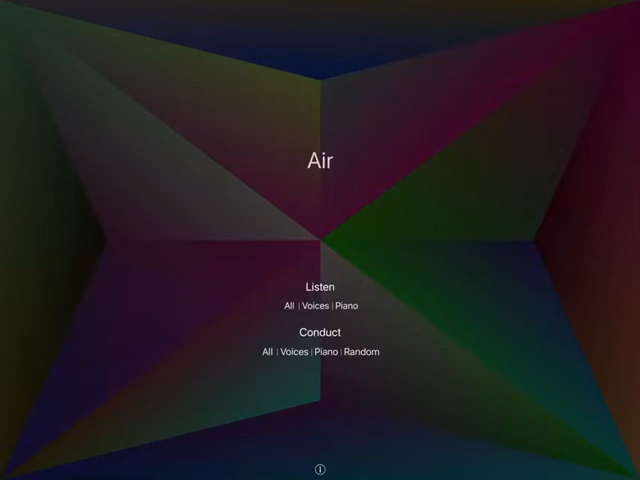 Air
Listen
All | Voices | Piano
Conduct
All | Voices | Piano | Random